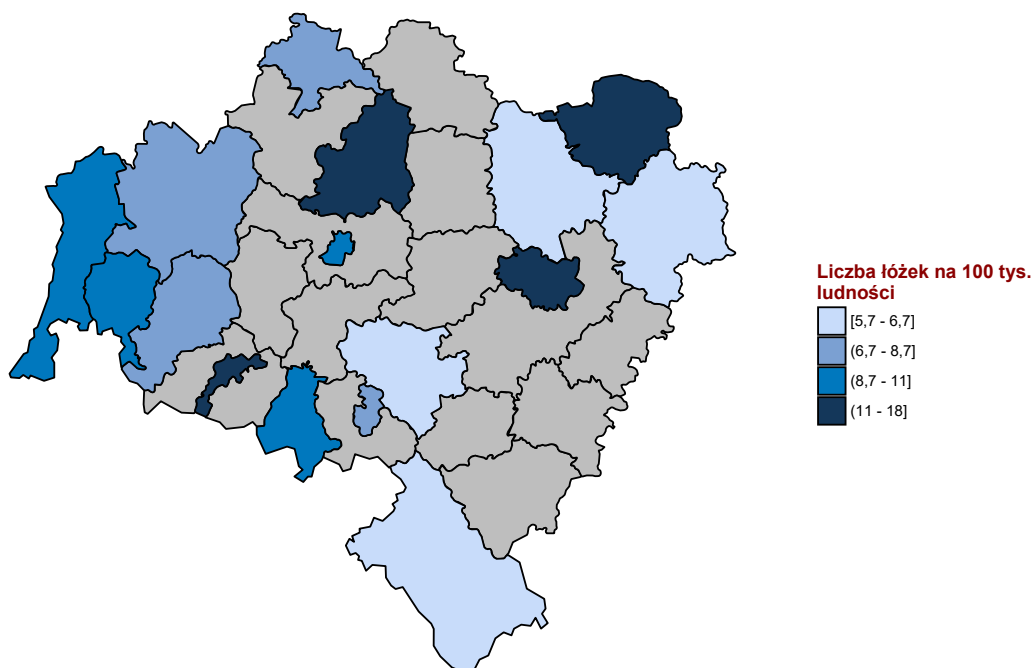 Liczba łóżek na 100 tys.
ludności
[5,7 - 6,7]
(6,7 - 8,7]
(8,7 - 11]
(11 - 18]